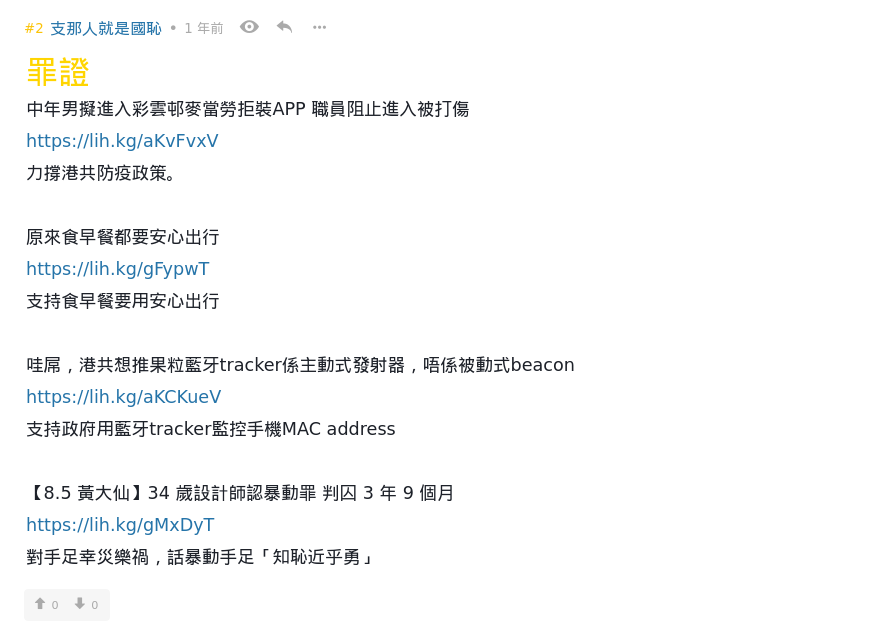 #2 支那人就是國恥 • 1 年前
罪證
中年男擬進入彩雲邨麥當勞拒裝APP 職員阻止進入被打傷
https://lih.kg/aKvFvxV
力撐港共防疫政策。
原來食早餐都要安心出行
https://lih.kg/gFypwT
支持食早餐要用安心出行
哇屌，港共想推果粒藍牙tracker係主動式發射器，唔係被動式beacon
https://lih.kg/aKCKueV
支持政府用藍牙tracker監控手機MAC address
【8.5 黃大仙】34 歲設計師認暴動罪 判囚 3 年 9 個月
https://lih.kg/gMxDyT
對手足幸災樂禍，話暴動手足「知恥近乎勇」
0 0